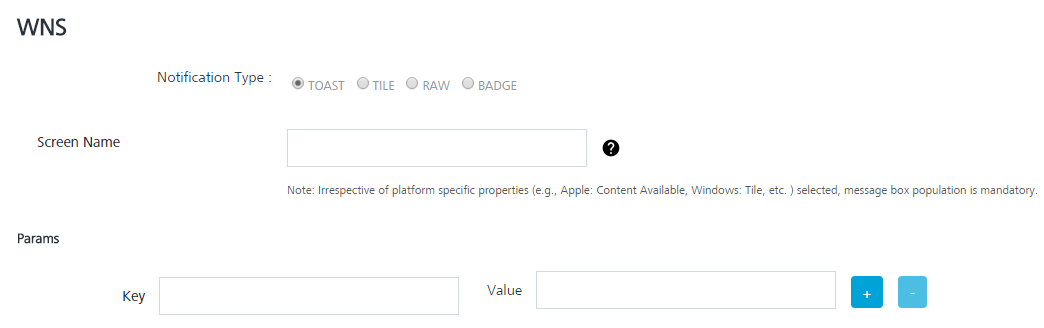 WNS
Notification Type :
TOAST TILE RAW BADGE
Screen Name
?
Note: Irrespective of platform specific properties (e.g., Apple: Content Available, Windows: Tile, etc. ) selected, message box population is mandatory.
Params
Key Value + -